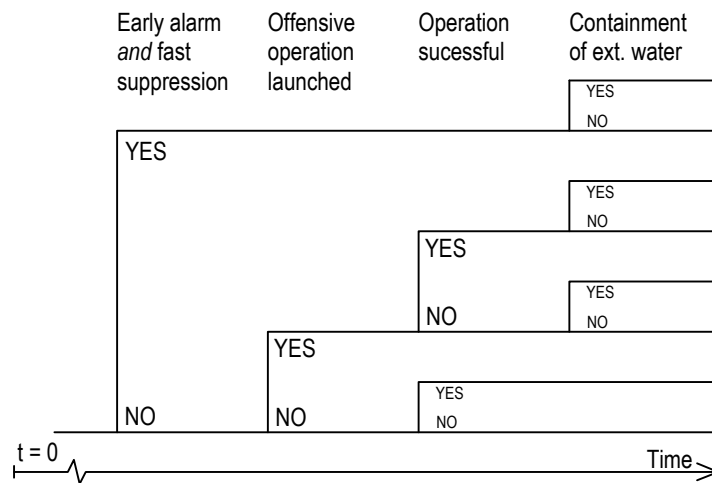 Early alarm
and fast
suppression
Offensive
operation
launched
Operation
sucessful
Containment
of ext. water
YES
NO
YES
YES
NO
YES
YES
NO
NO
YES
YES
NO
NO
NO
t = 0
Time